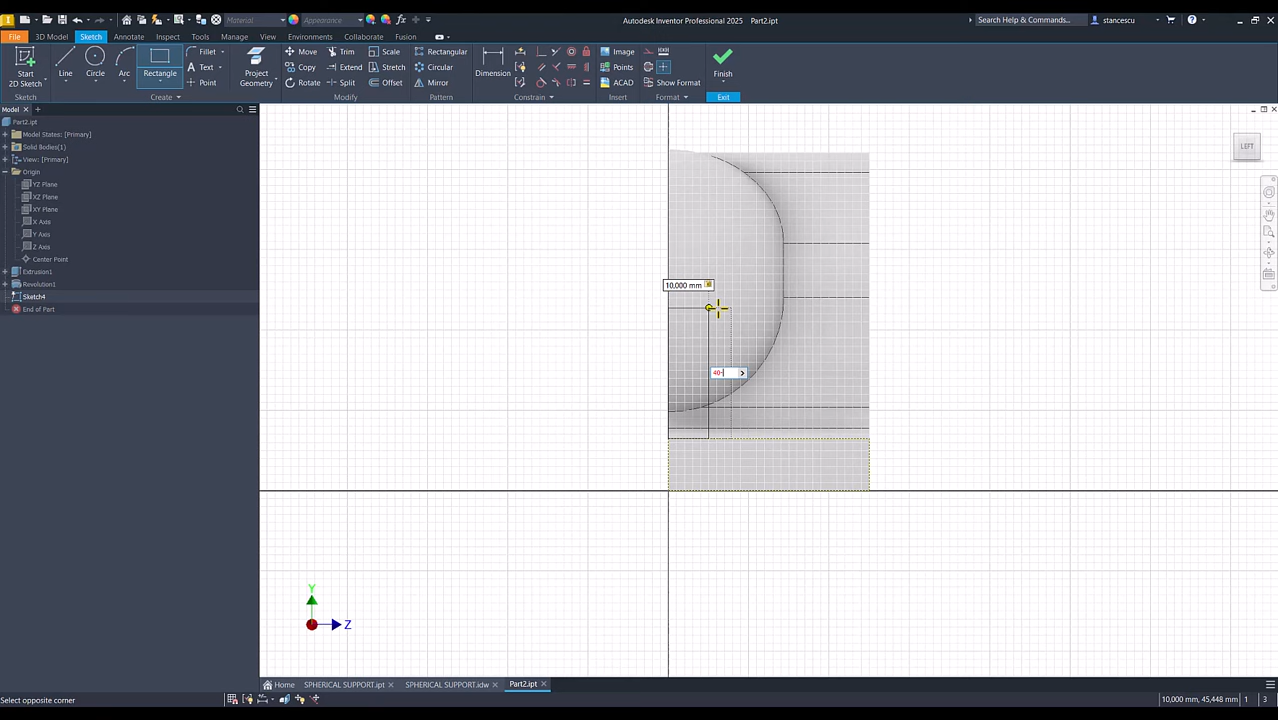 Material
Appearance
Autodesk Inventor Professional 2025 Part2.ipt
Search Help & Commands...
stancescu
File 3D Model Sketch Annotate Inspect Tools Manage View Environments Collaborate Fusion
Start
2D Sketch
Line
Circle
Arc
Rectangle
Fillet
Text
Point
Project
Geometry
Move
Copy
Rotate
Trim
Extend
Split
Scale
Stretch
Offset
Rectangular
Circular
Mirror
Dimension
Image
Points
ACAD
Show Format
Finish
Sketch Create Modify Pattern Constrain Insert Format Exit
Model
Part2.ipt
Model States: [Primary]
Solid Bodies(1)
View: [Primary]
Origin
YZ Plane
XZ Plane
XY Plane
X Axis
Y Axis
Z Axis
Center Point
Extrusion1
Revolution1
Sketch4
End of Part
LEFT
10,000 mm
40-
Y
Z
Home SPHERICAL SUPPORT.ipt SPHERICAL SUPPORT.idw Part2.ipt
Select opposite corner
10,000 mm, 45,448 mm 1 3